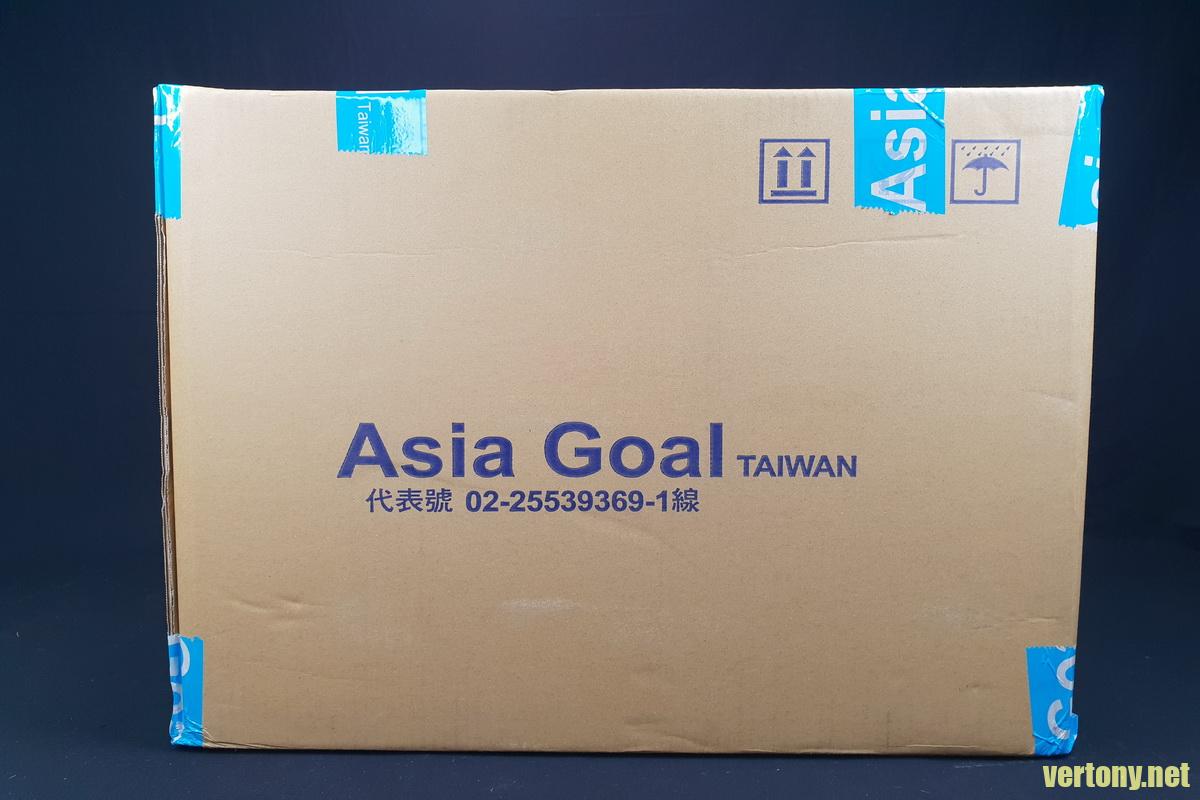 Taiwan
Asia
Asia Goal TAIWAN
代表號 02-25539369-1線
vertony.net